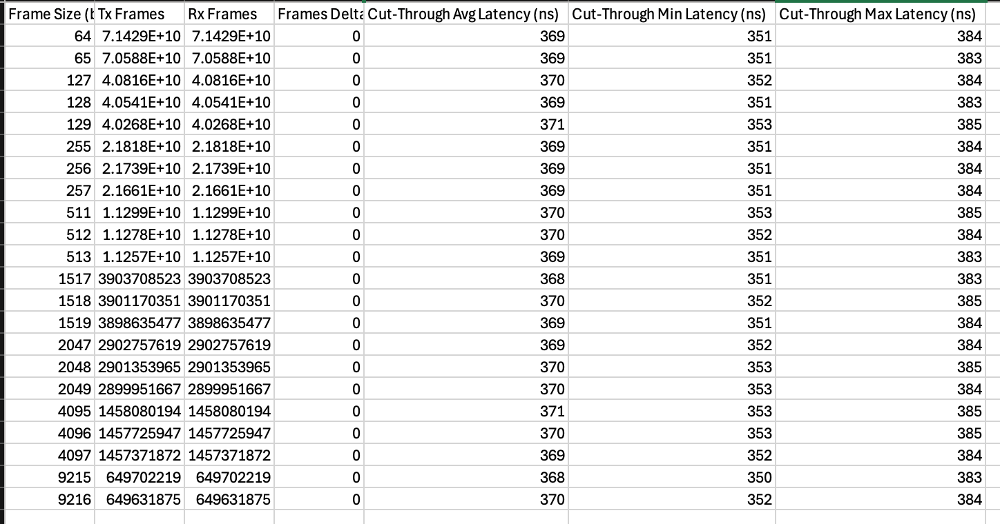 Frame Size (b Tx Frames Rx Frames Frames Delta Cut-Through Avg Latency (ns) Cut-Through Min Latency (ns) Cut-Through Max Latency (ns)
64 7.1429E+10 7.1429E+10 0 369 351 384
65 7.0588E+10 7.0588E+10 0 369 351 383
127 4.0816E+10 4.0816E+10 0 370 352 384
128 4.0541E+10 4.0541E+10 0 369 351 383
129 4.0268E+10 4.0268E+10 0 371 353 385
255 2.1818E+10 2.1818E+10 0 369 351 384
256 2.1739E+10 2.1739E+10 0 369 351 384
257 2.1661E+10 2.1661E+10 0 369 351 384
511 1.1299E+10 1.1299E+10 0 370 353 385
512 1.1278E+10 1.1278E+10 0 370 352 384
513 1.1257E+10 1.1257E+10 0 369 351 383
1517 3903708523 3903708523 0 368 351 383
1518 3901170351 3901170351 0 370 352 385
1519 3898635477 3898635477 0 369 351 384
2047 2902757619 2902757619 0 369 352 384
2048 2901353965 2901353965 0 370 353 385
2049 2899951667 2899951667 0 370 353 384
4095 1458080194 1458080194 0 371 353 385
4096 1457725947 1457725947 0 370 353 385
4097 1457371872 1457371872 0 369 352 384
9215 649702219 649702219 0 368 350 383
9216 649631875 649631875 0 370 352 384